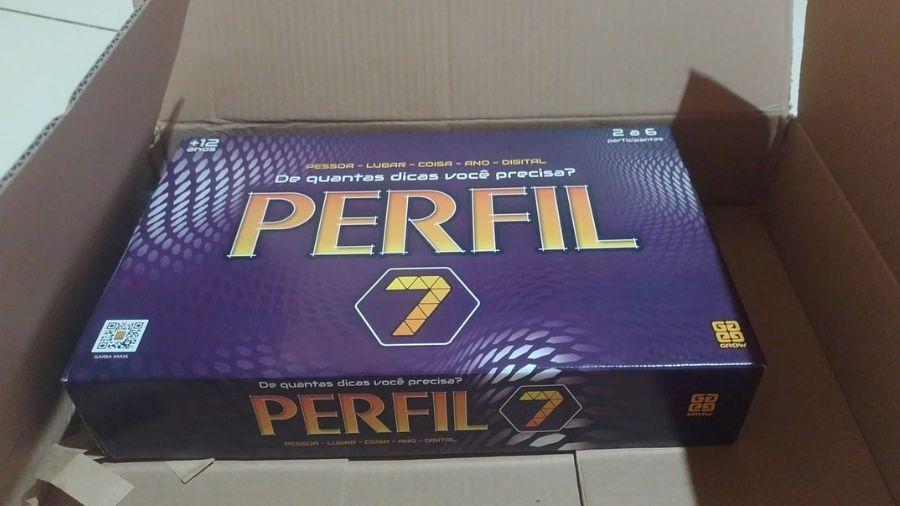 +12
anos
2 a 6
participantes
PESSOA - LUGAR - COISA - ANO - DIGITAL
De quantas dicas você precisa?
PERFIL
7
SAIBA MAIS
GROW
De quantas dicas você precisa?
PERFIL 7
PESSOA - LUGAR - COISA - ANO - DIGITAL
GROW